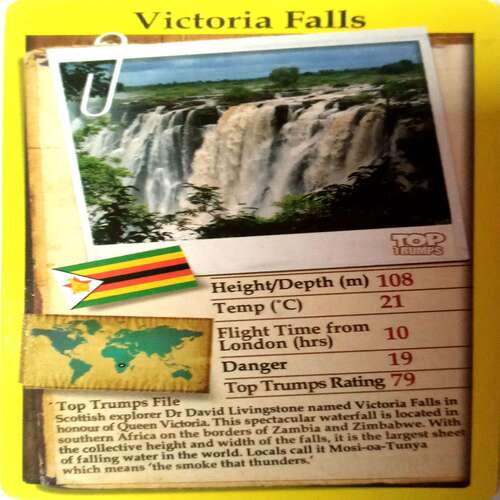 Victoria Falls
TOP
TRUMPS
Height/Depth (m) 108
Temp (°C) 21
Flight Time from
London (hrs) 10
Danger 19
Top Trumps Rating 79
Top Trumps File
Scottish explorer Dr David Livingstone named Victoria Falls in
honour of Queen Victoria. This spectacular waterfall is located in
southern Africa on the borders of Zambia and Zimbabwe. With
the collective height and width of the falls, it is the largest sheet
of falling water in the world. Locals call it Mosi-oa-Tunya
which means 'the smoke that thunders.'